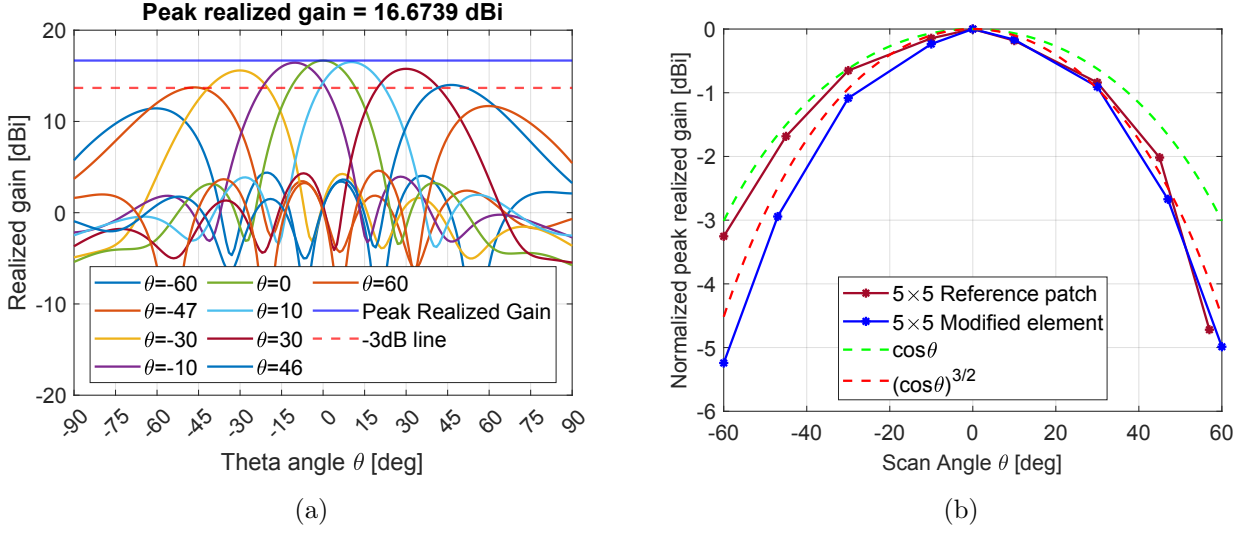 Peak realized gain = 16.6739 dBi
Realized gain [dBi]
20
10
0
-10
-20
θ=-60
θ=-47
θ=-30
θ=-10
θ=0
θ=10
θ=30
θ=46
θ=60
Peak Realized Gain
-3dB line
-90
-75
-60
-45
-30
-15
0
15
30
45
60
75
90
Theta angle θ [deg]
(a)
Normalized peak realized gain [dBi]
0
-1
-2
-3
-4
-5
-6
5×5 Reference patch
5×5 Modified element
cosθ
(cosθ)^{3/2}
-60
-40
-20
0
20
40
60
Scan Angle θ [deg]
(b)